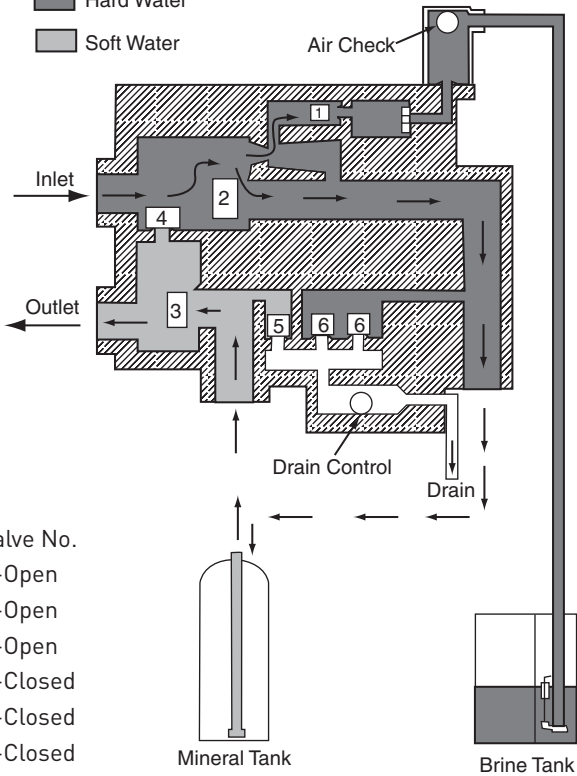 Hard Water
Soft Water
Air Check
1
Inlet
2
4
Outlet
3
5
6
6
Drain Control
Drain
alve No.
-Open
-Open
-Open
-Closed
-Closed
-Closed
Mineral Tank
Brine Tank